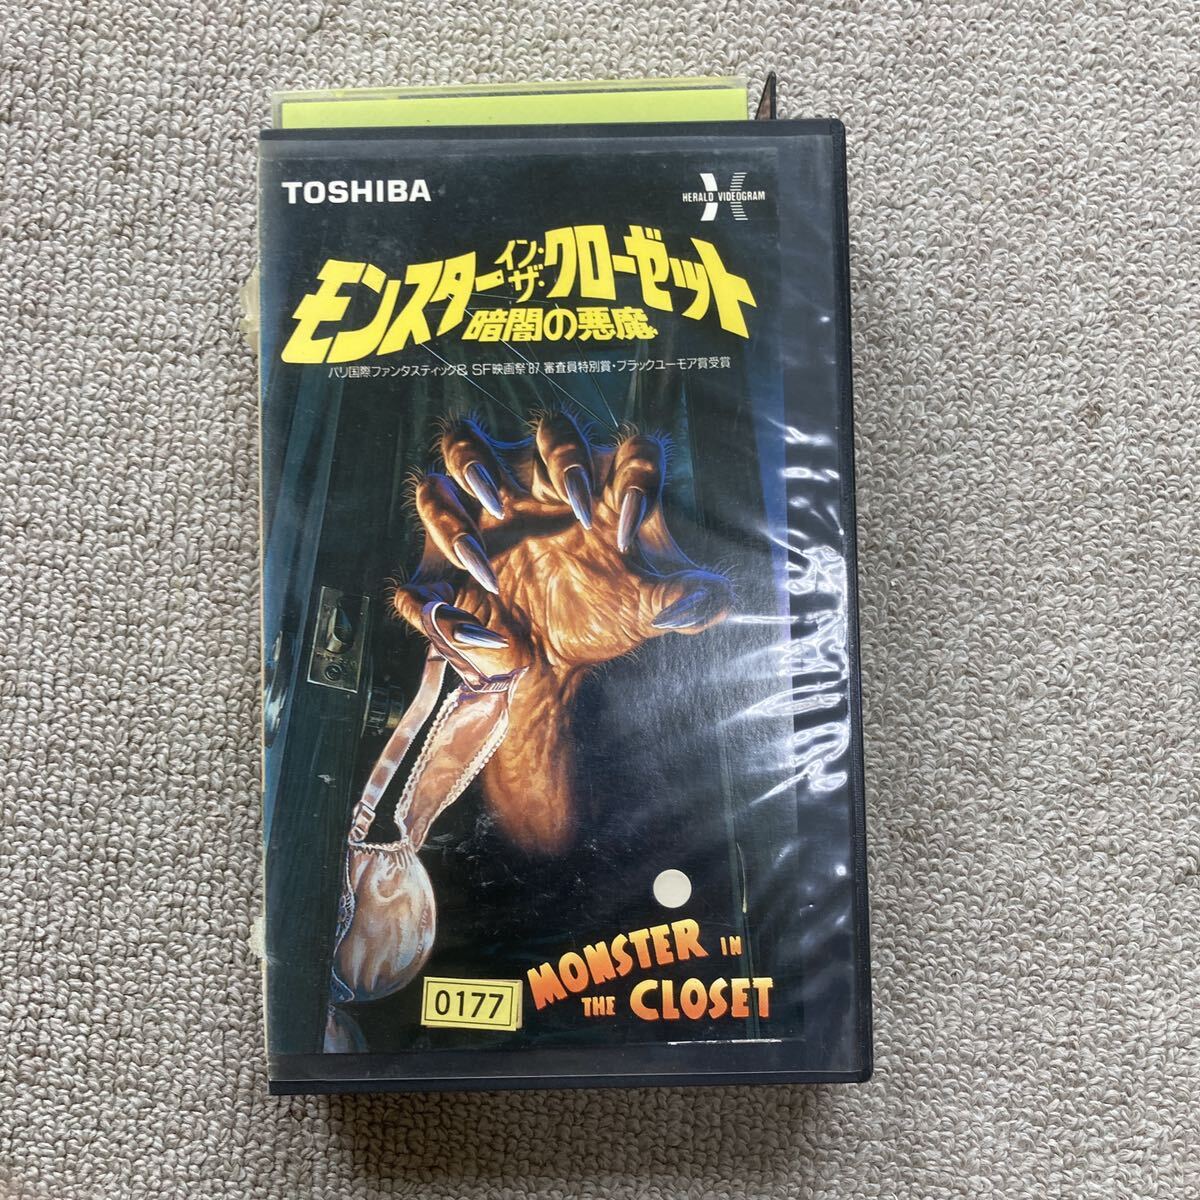 TOSHIBA
HERALD VIDEOGRAM
モンスター・イン・ザ・クローゼット
暗闇の悪魔
パリ国際ファンタスティック& SF映画祭'87 審査員特別賞・ブラックユーモア賞受賞
0177
MONSTER IN
THE CLOSET